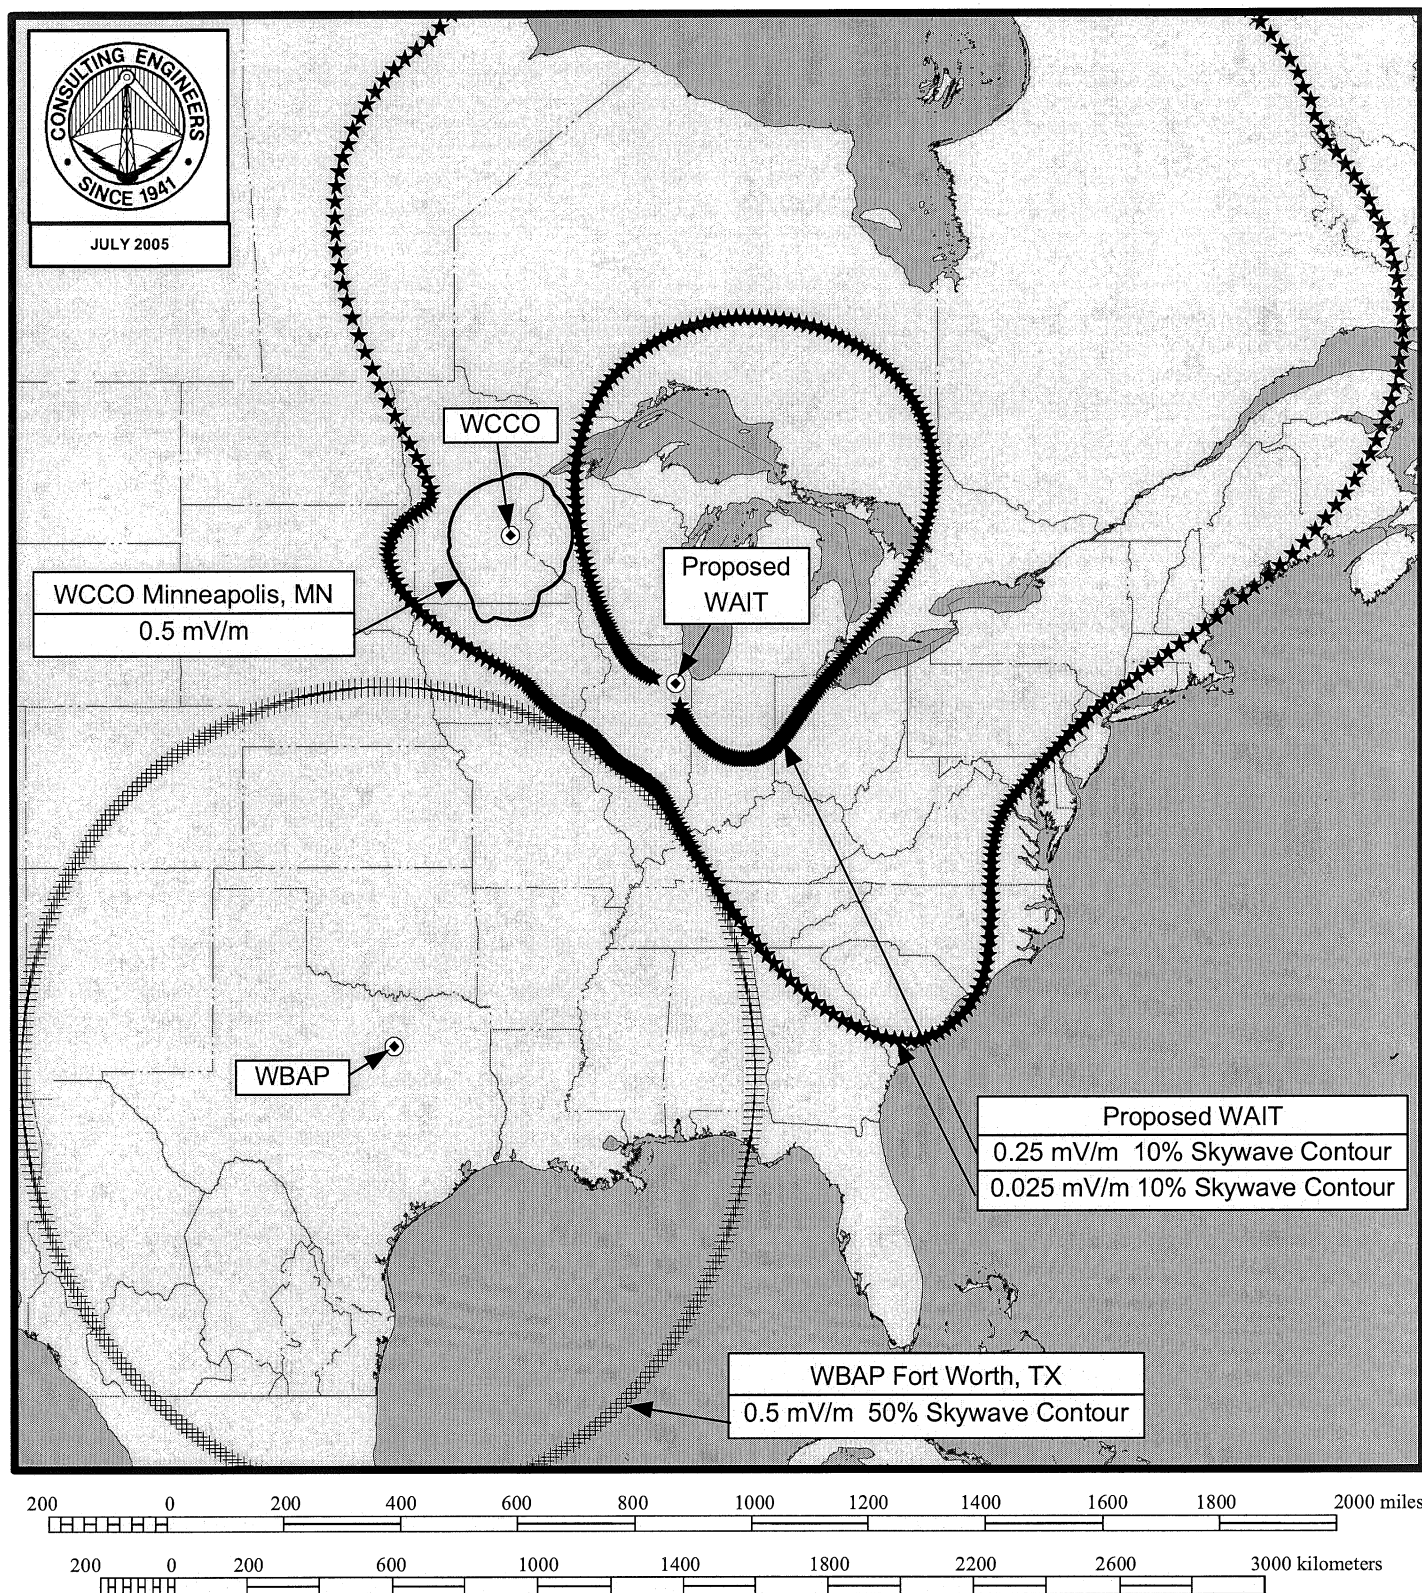 CONSULTING ENGINEERS
SINCE 1941
JULY 2005
WCCO
Proposed
WAIT
WCCO Minneapolis, MN
0.5 mV/m
WBAP
Proposed WAIT
0.25 mV/m 10% Skywave Contour
0.025 mV/m 10% Skywave Contour
WBAP Fort Worth, TX
0.5 mV/m 50% Skywave Contour
200 0 200 400 600 800 1000 1200 1400 1600 1800 2000 miles
200 0 200 600 1000 1400 1800 2200 2600 3000 kilometers